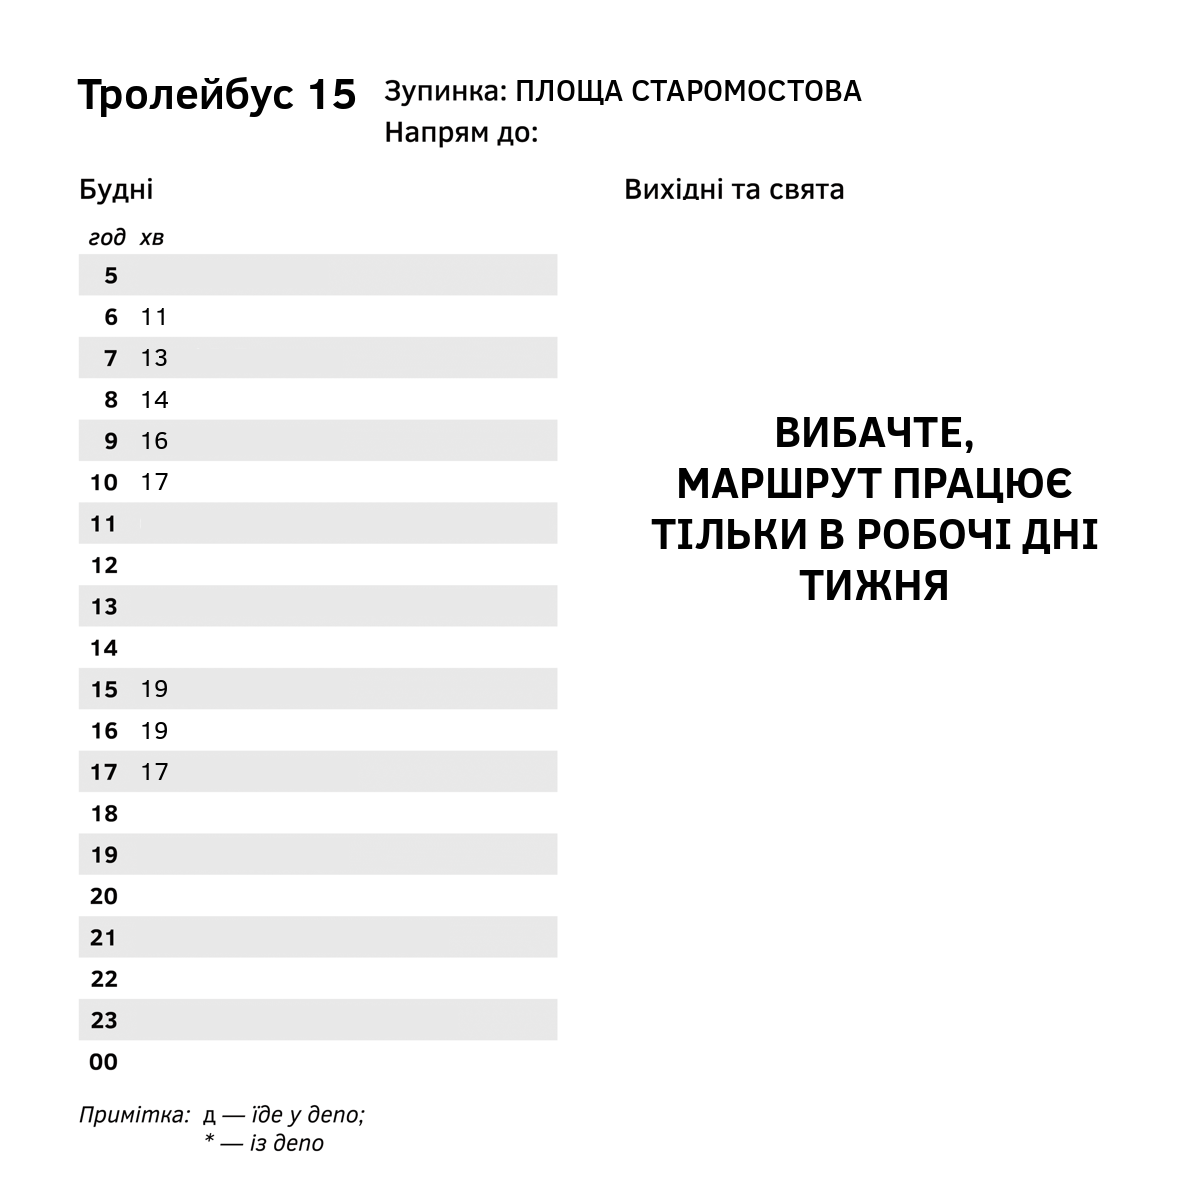 Тролейбус 15
Зупинка: ПЛОЩА СТАРОМОСТОВА
Напрям до:
Будні
год хв
5
6 11
7 13
8 14
9 16
10 17
11
12
13
14
15 19
16 19
17 17
18
19
20
21
22
23
00
Примітка: д — їде у депо;
* — із депо
Вихідні та свята
ВИБАЧТЕ,
МАРШРУТ ПРАЦЮЄ
ТІЛЬКИ В РОБОЧІ ДНІ
ТИЖНЯ